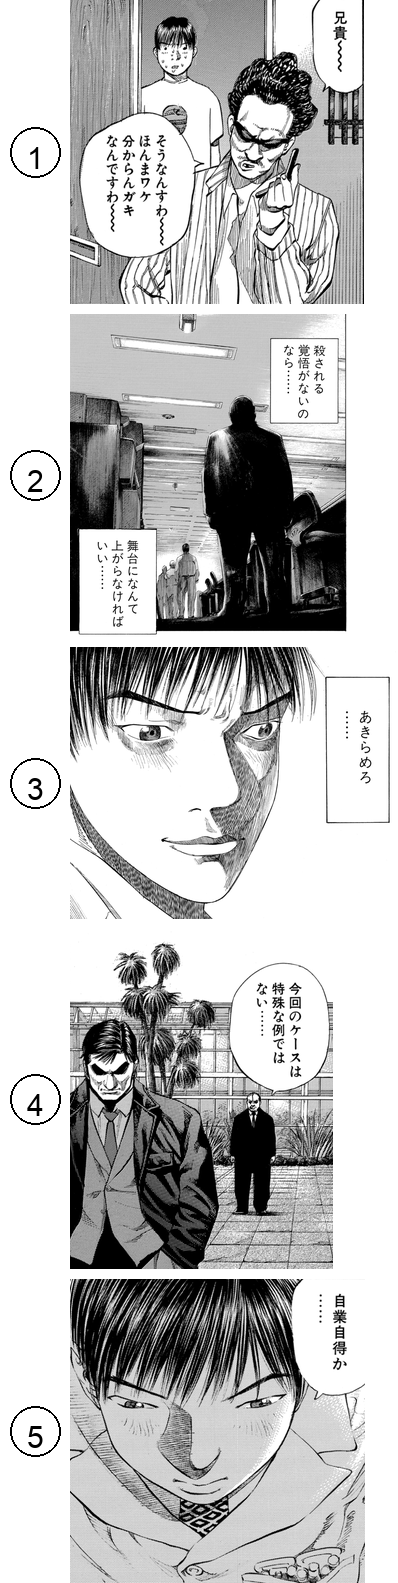 1
兄貴〜〜
そうなんすわ〜〜
ほんまワケ
分からんガキ
なんですわ〜〜
2
殺される
覚悟がないの
なら……
舞台になんて
上がらなければ
いい……
3
あきらめろ
……
4
今回のケースは
特殊な例では
ない……
5
自業自得か
……